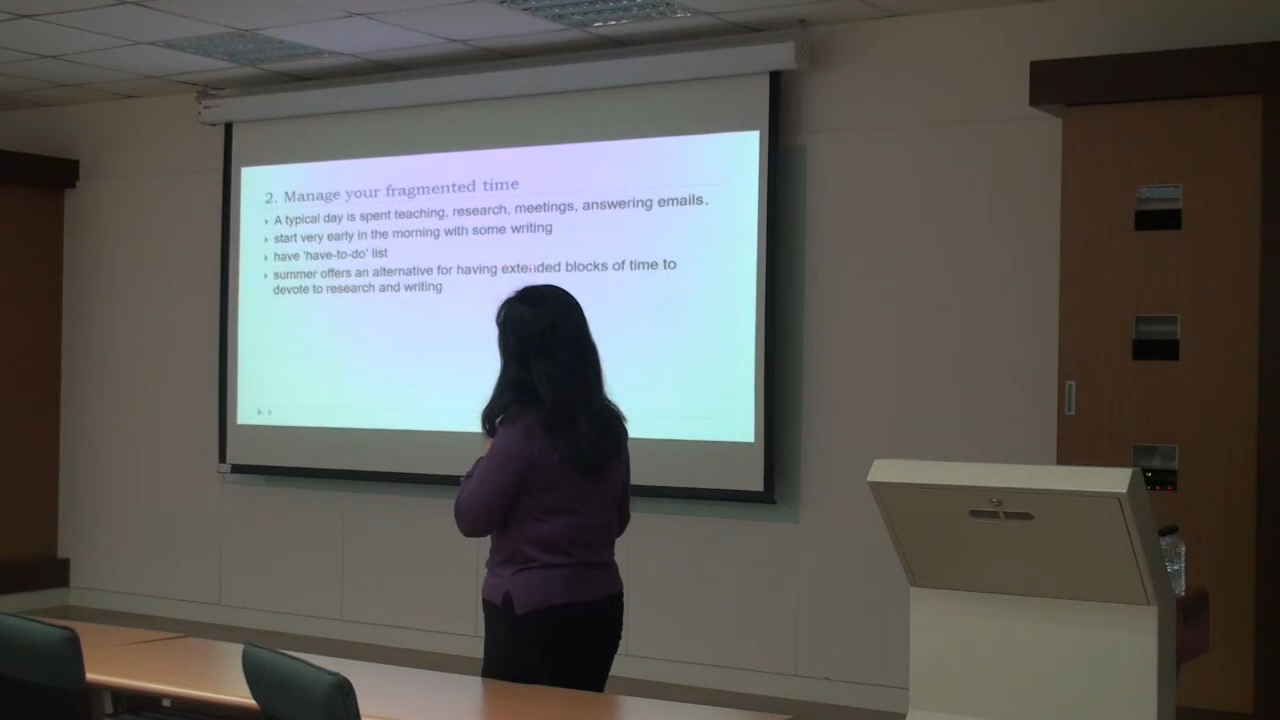 2. Manage your fragmented time
A typical day is spent teaching, research, meetings, answering emails.
start very early in the morning with some writing
have 'have-to-do' list
summer offers an alternative for having extended blocks of time to
devote to research and writing